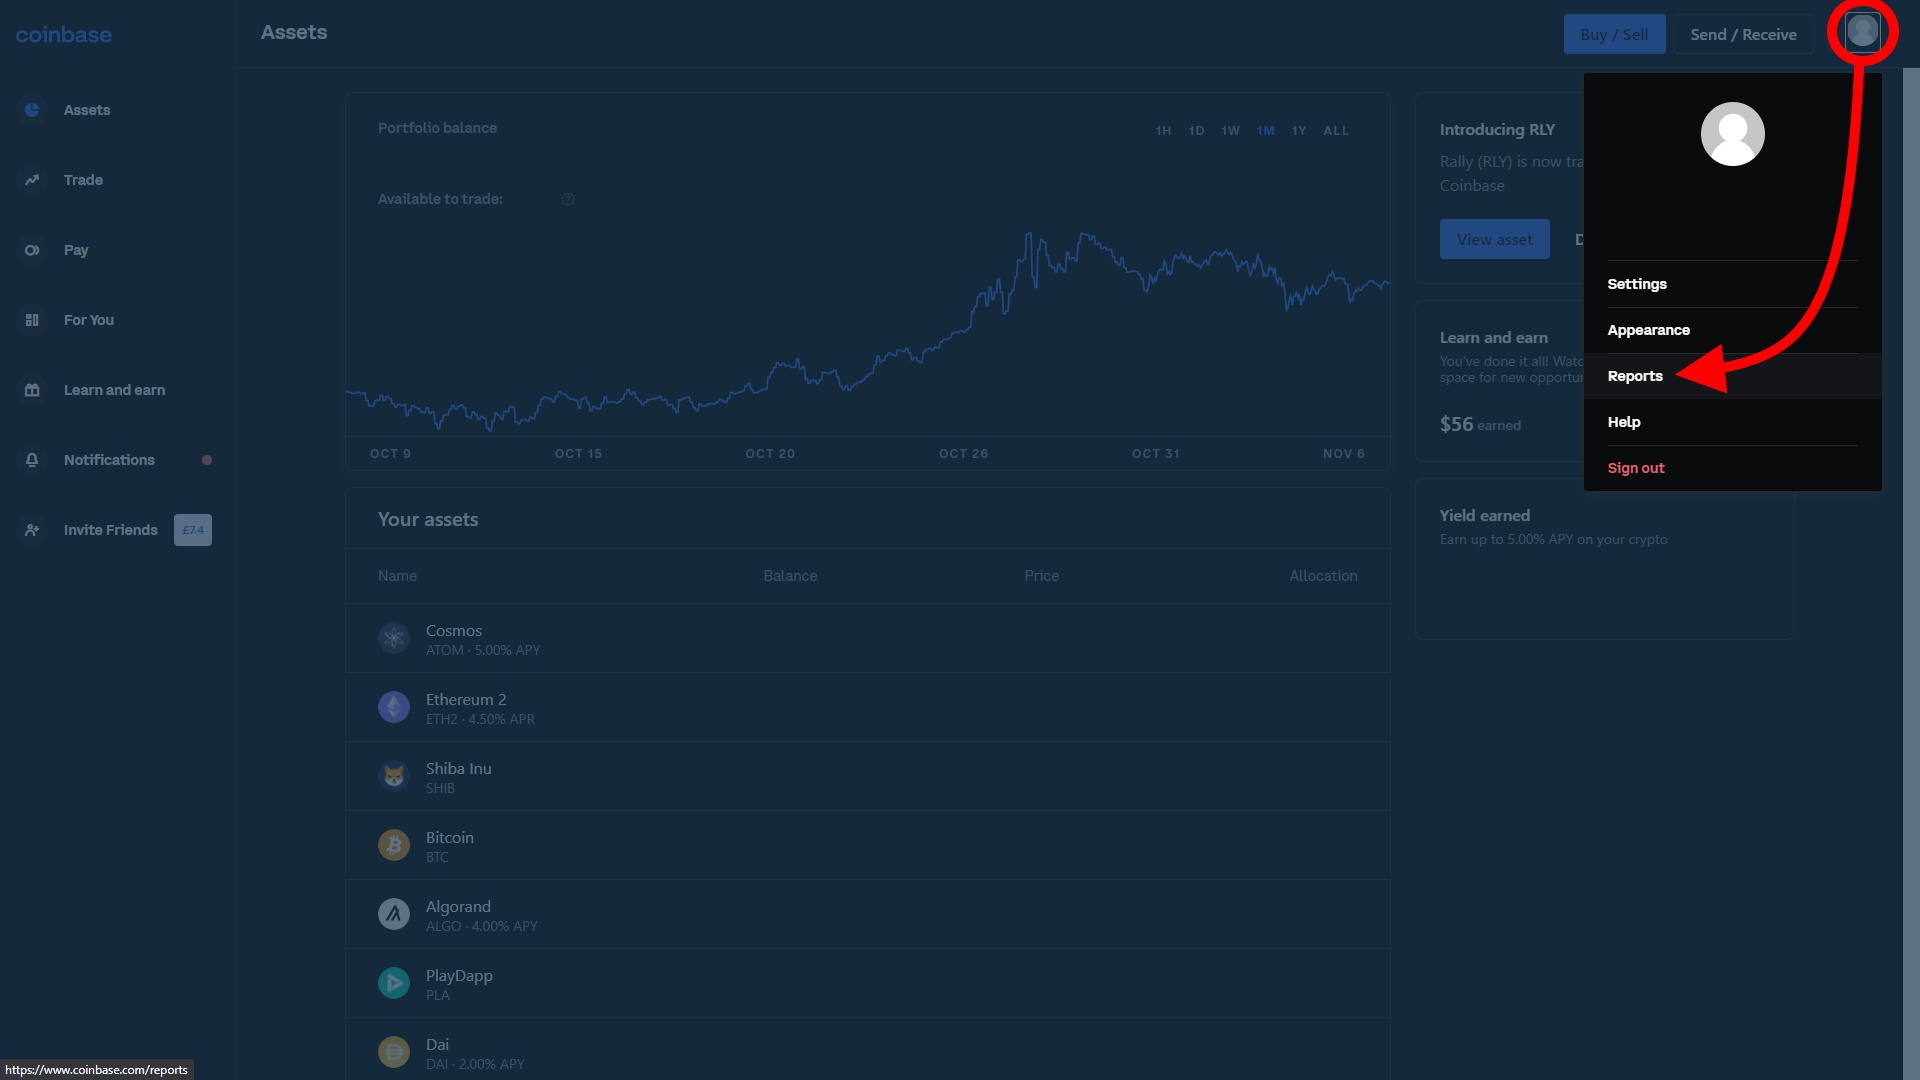 coinbase
Assets
Buy / Sell
Send / Receive
Assets
Trade
Pay
For You
Learn and earn
Notifications
Invite Friends
£7.4
Portfolio balance
1H 1D 1W 1M 1Y ALL
Available to trade:
OCT 9 OCT 15 OCT 20 OCT 26 OCT 31 NOV 6
Your assets
Name Balance Price Allocation
Cosmos
ATOM · 5.00% APY
Ethereum 2
ETH2 · 4.50% APR
Shiba Inu
SHIB
Bitcoin
BTC
Algorand
ALGO · 4.00% APY
PlayDapp
PLA
Dai
DAI · 2.00% APY
Introducing RLY
Rally (RLY) is now tra
Coinbase
View asset
D
Learn and earn
You've done it all! Watc
space for new opportun
$56 earned
Yield earned
Earn up to 5.00% APY on your crypto
Settings
Appearance
Reports
Help
Sign out
https://www.coinbase.com/reports